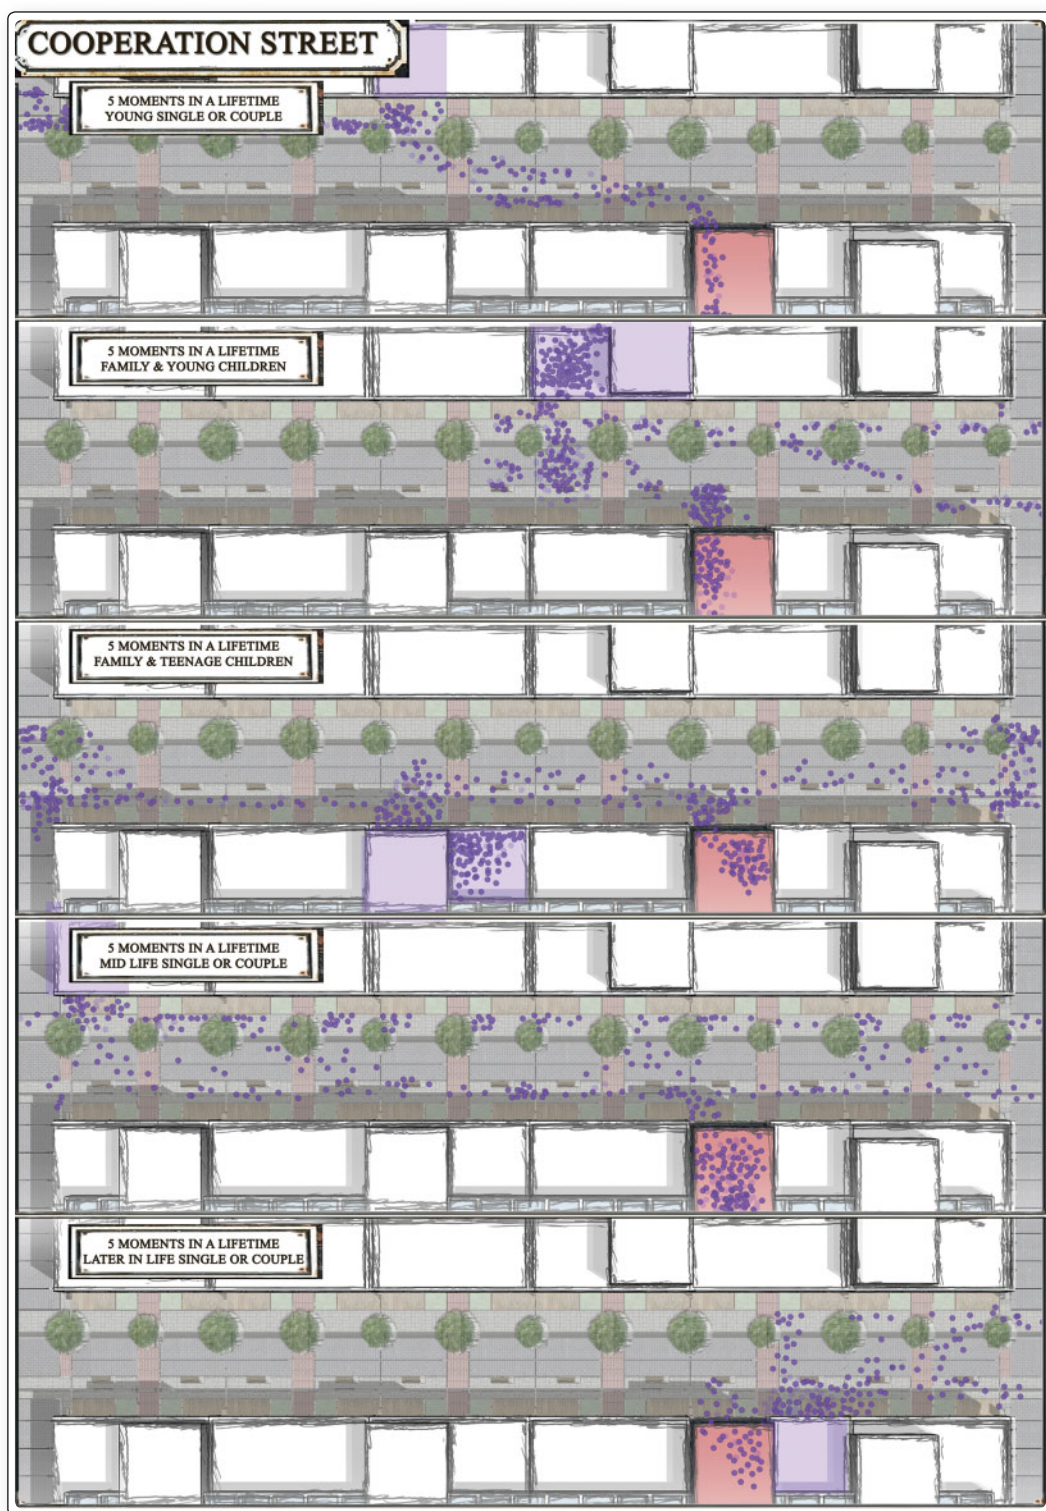 COOPERATION STREET
5 MOMENTS IN A LIFETIME
YOUNG SINGLE OR COUPLE
5 MOMENTS IN A LIFETIME
FAMILY & YOUNG CHILDREN
5 MOMENTS IN A LIFETIME
FAMILY & TEENAGE CHILDREN
5 MOMENTS IN A LIFETIME
MID LIFE SINGLE OR COUPLE
5 MOMENTS IN A LIFETIME
LATER IN LIFE SINGLE OR COUPLE